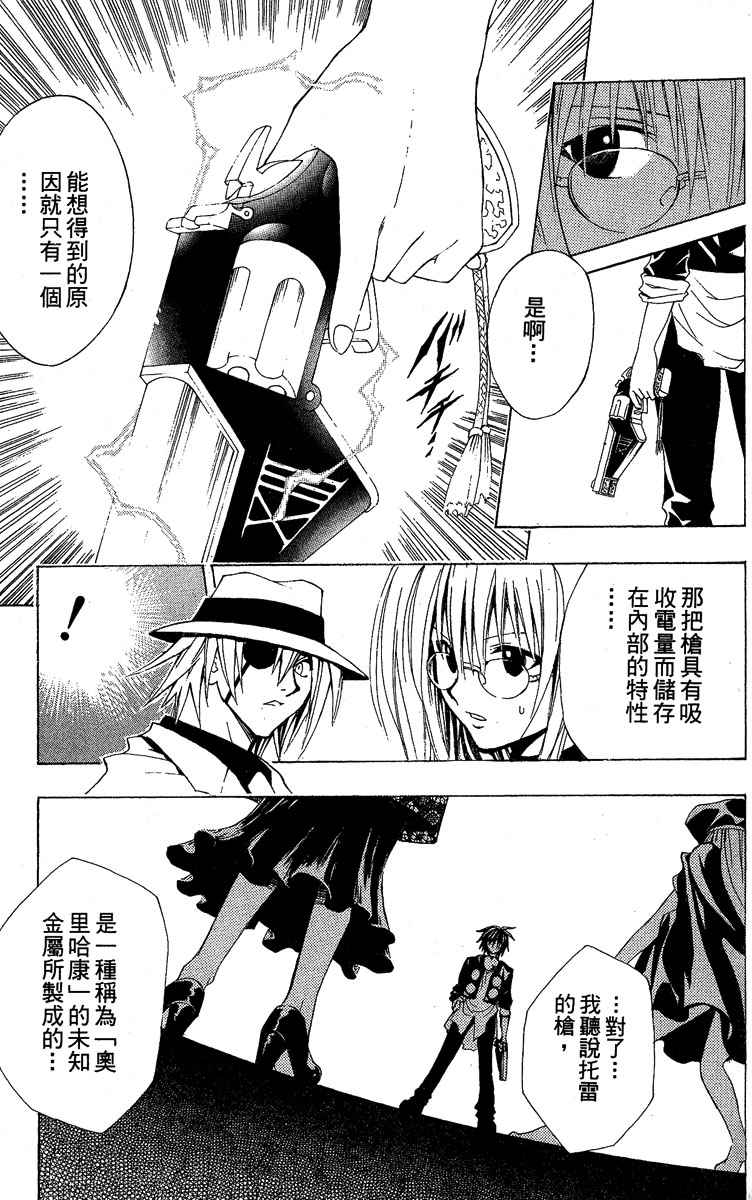 是啊…
能想得到的原
因就只有一個
……
那把槍具有吸
收電量而儲存
在內部的特性
……
！
…對了…
我聽說托雷
的槍，
是一種稱為「奧
里哈康」的未知
金屬所製成的…